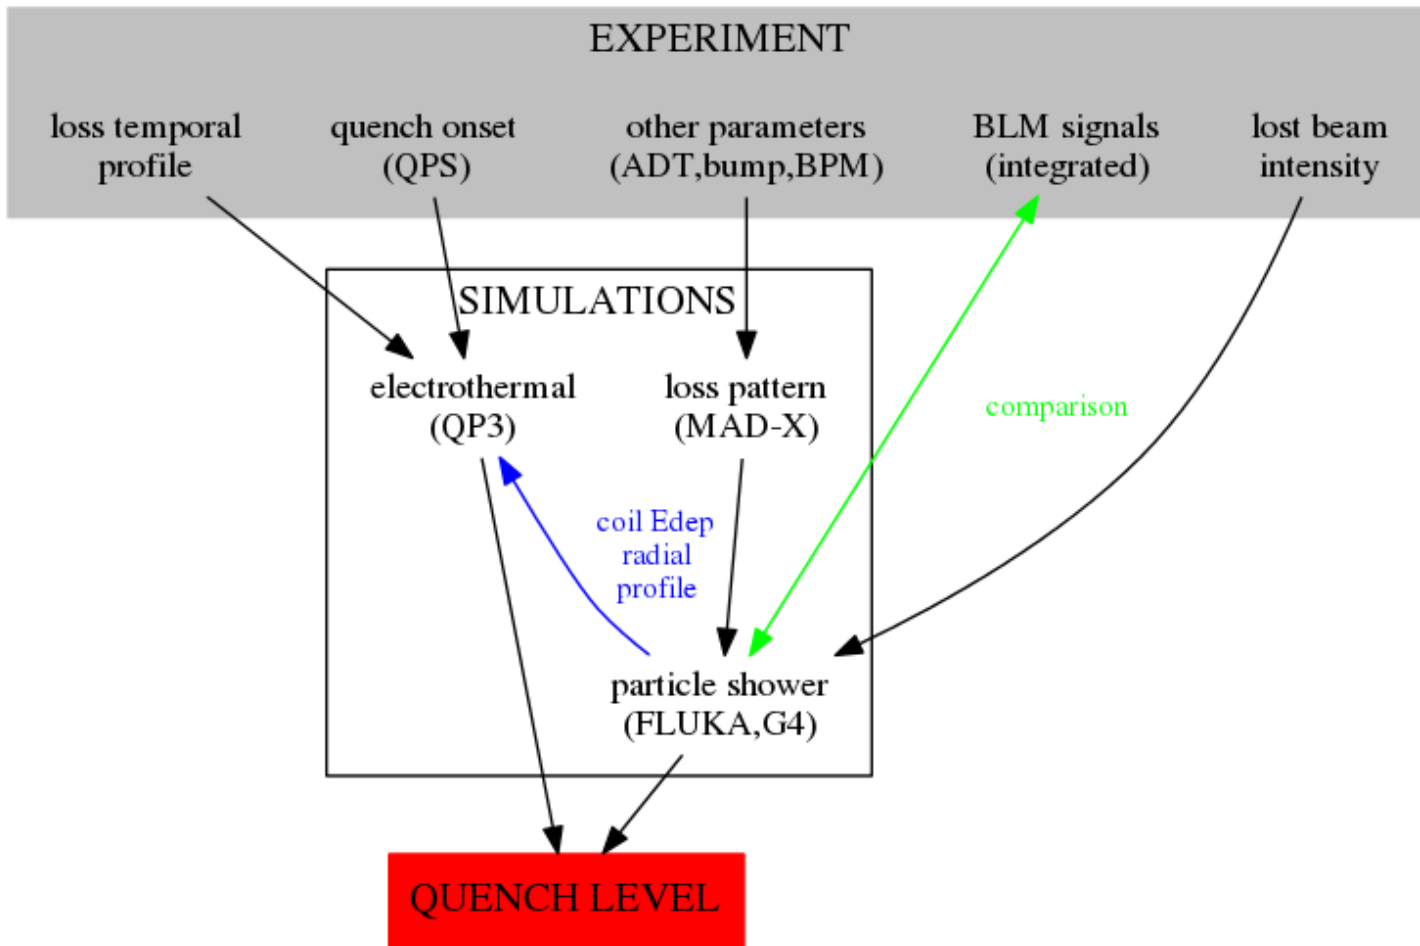 EXPERIMENT
loss temporal
profile
quench onset
(QPS)
other parameters
(ADT,bump,BPM)
BLM signals
(integrated)
lost beam
intensity
SIMULATIONS
electrothermal
(QP3)
loss pattern
(MAD-X)
comparison
coil Edep
radial
profile
particle shower
(FLUKA,G4)
QUENCH LEVEL